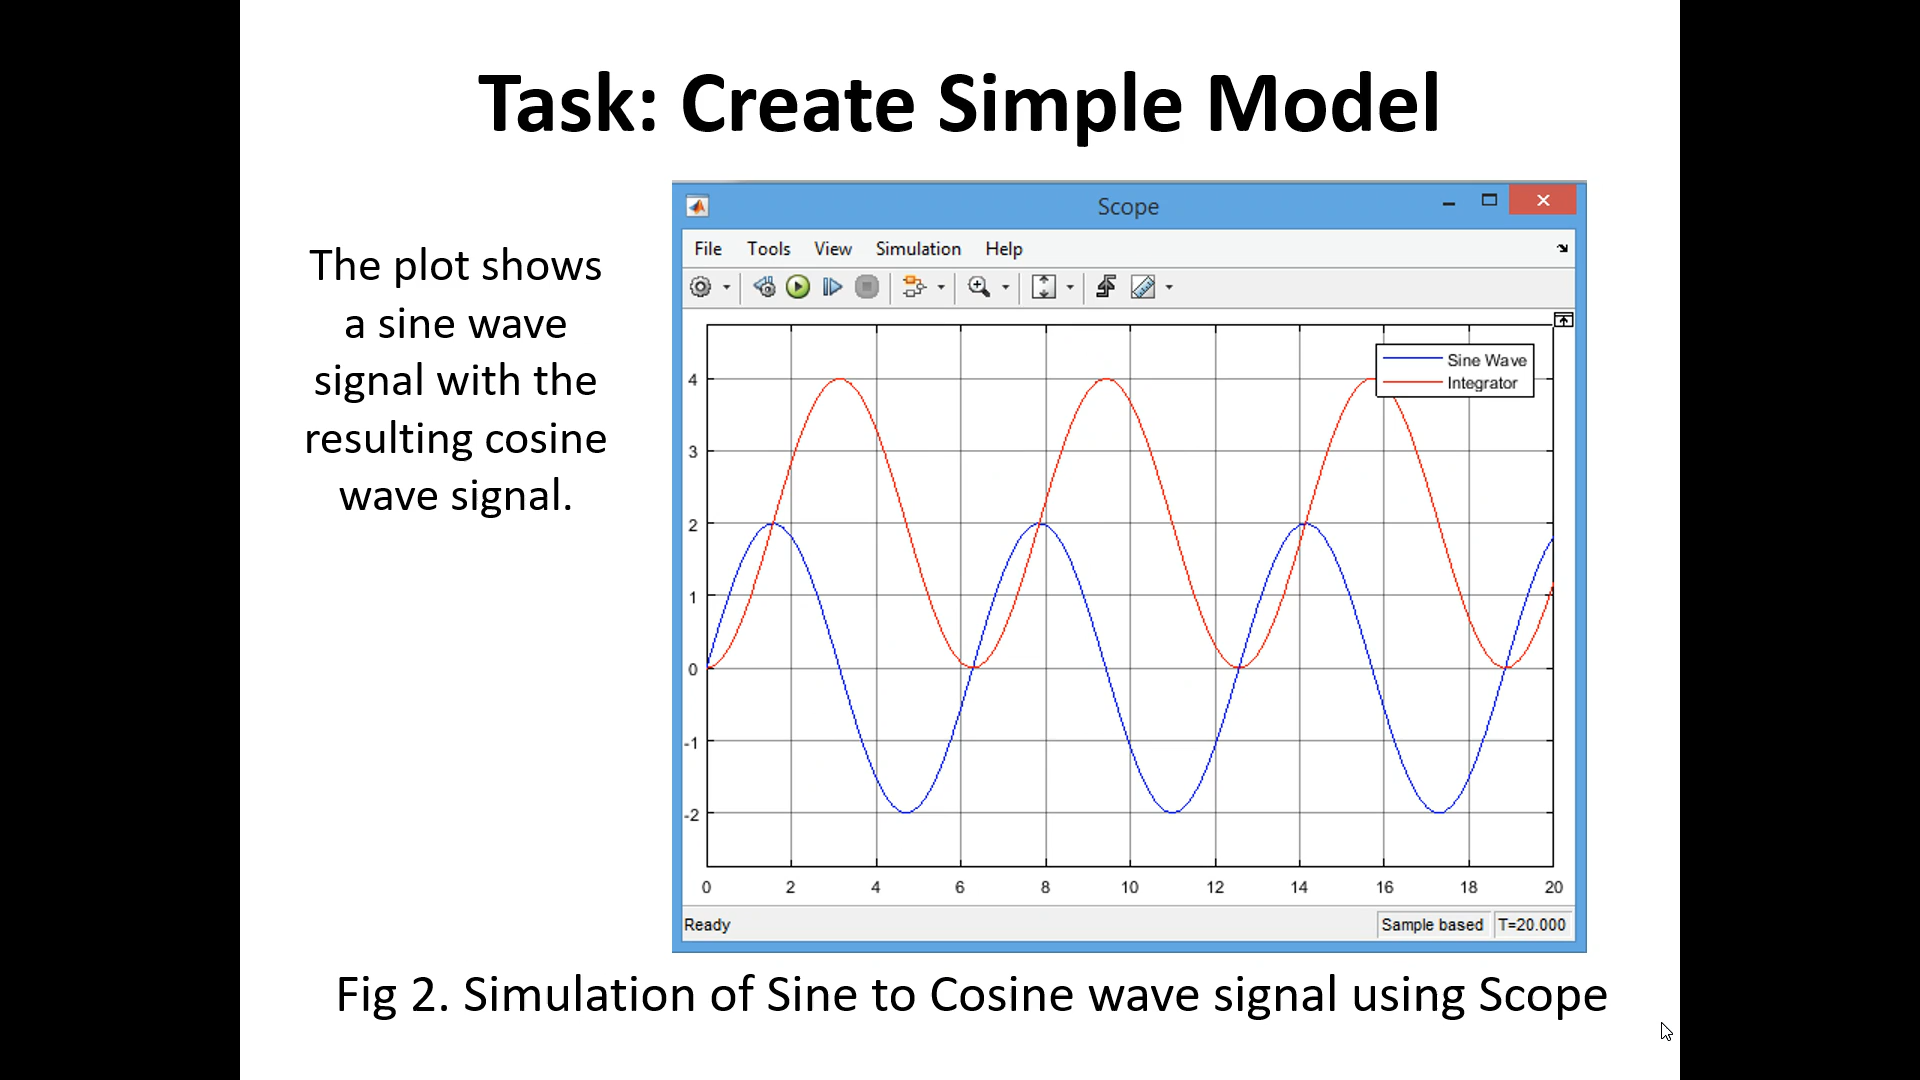 Task: Create Simple Model
The plot shows
a sine wave
signal with the
resulting cosine
wave signal.
Scope
File Tools View Simulation Help
Sine Wave
Integrator
4
3
2
1
0
-1
-2
0 2 4 6 8 10 12 14 16 18 20
Ready Sample based T=20.000
Fig 2. Simulation of Sine to Cosine wave signal using Scope